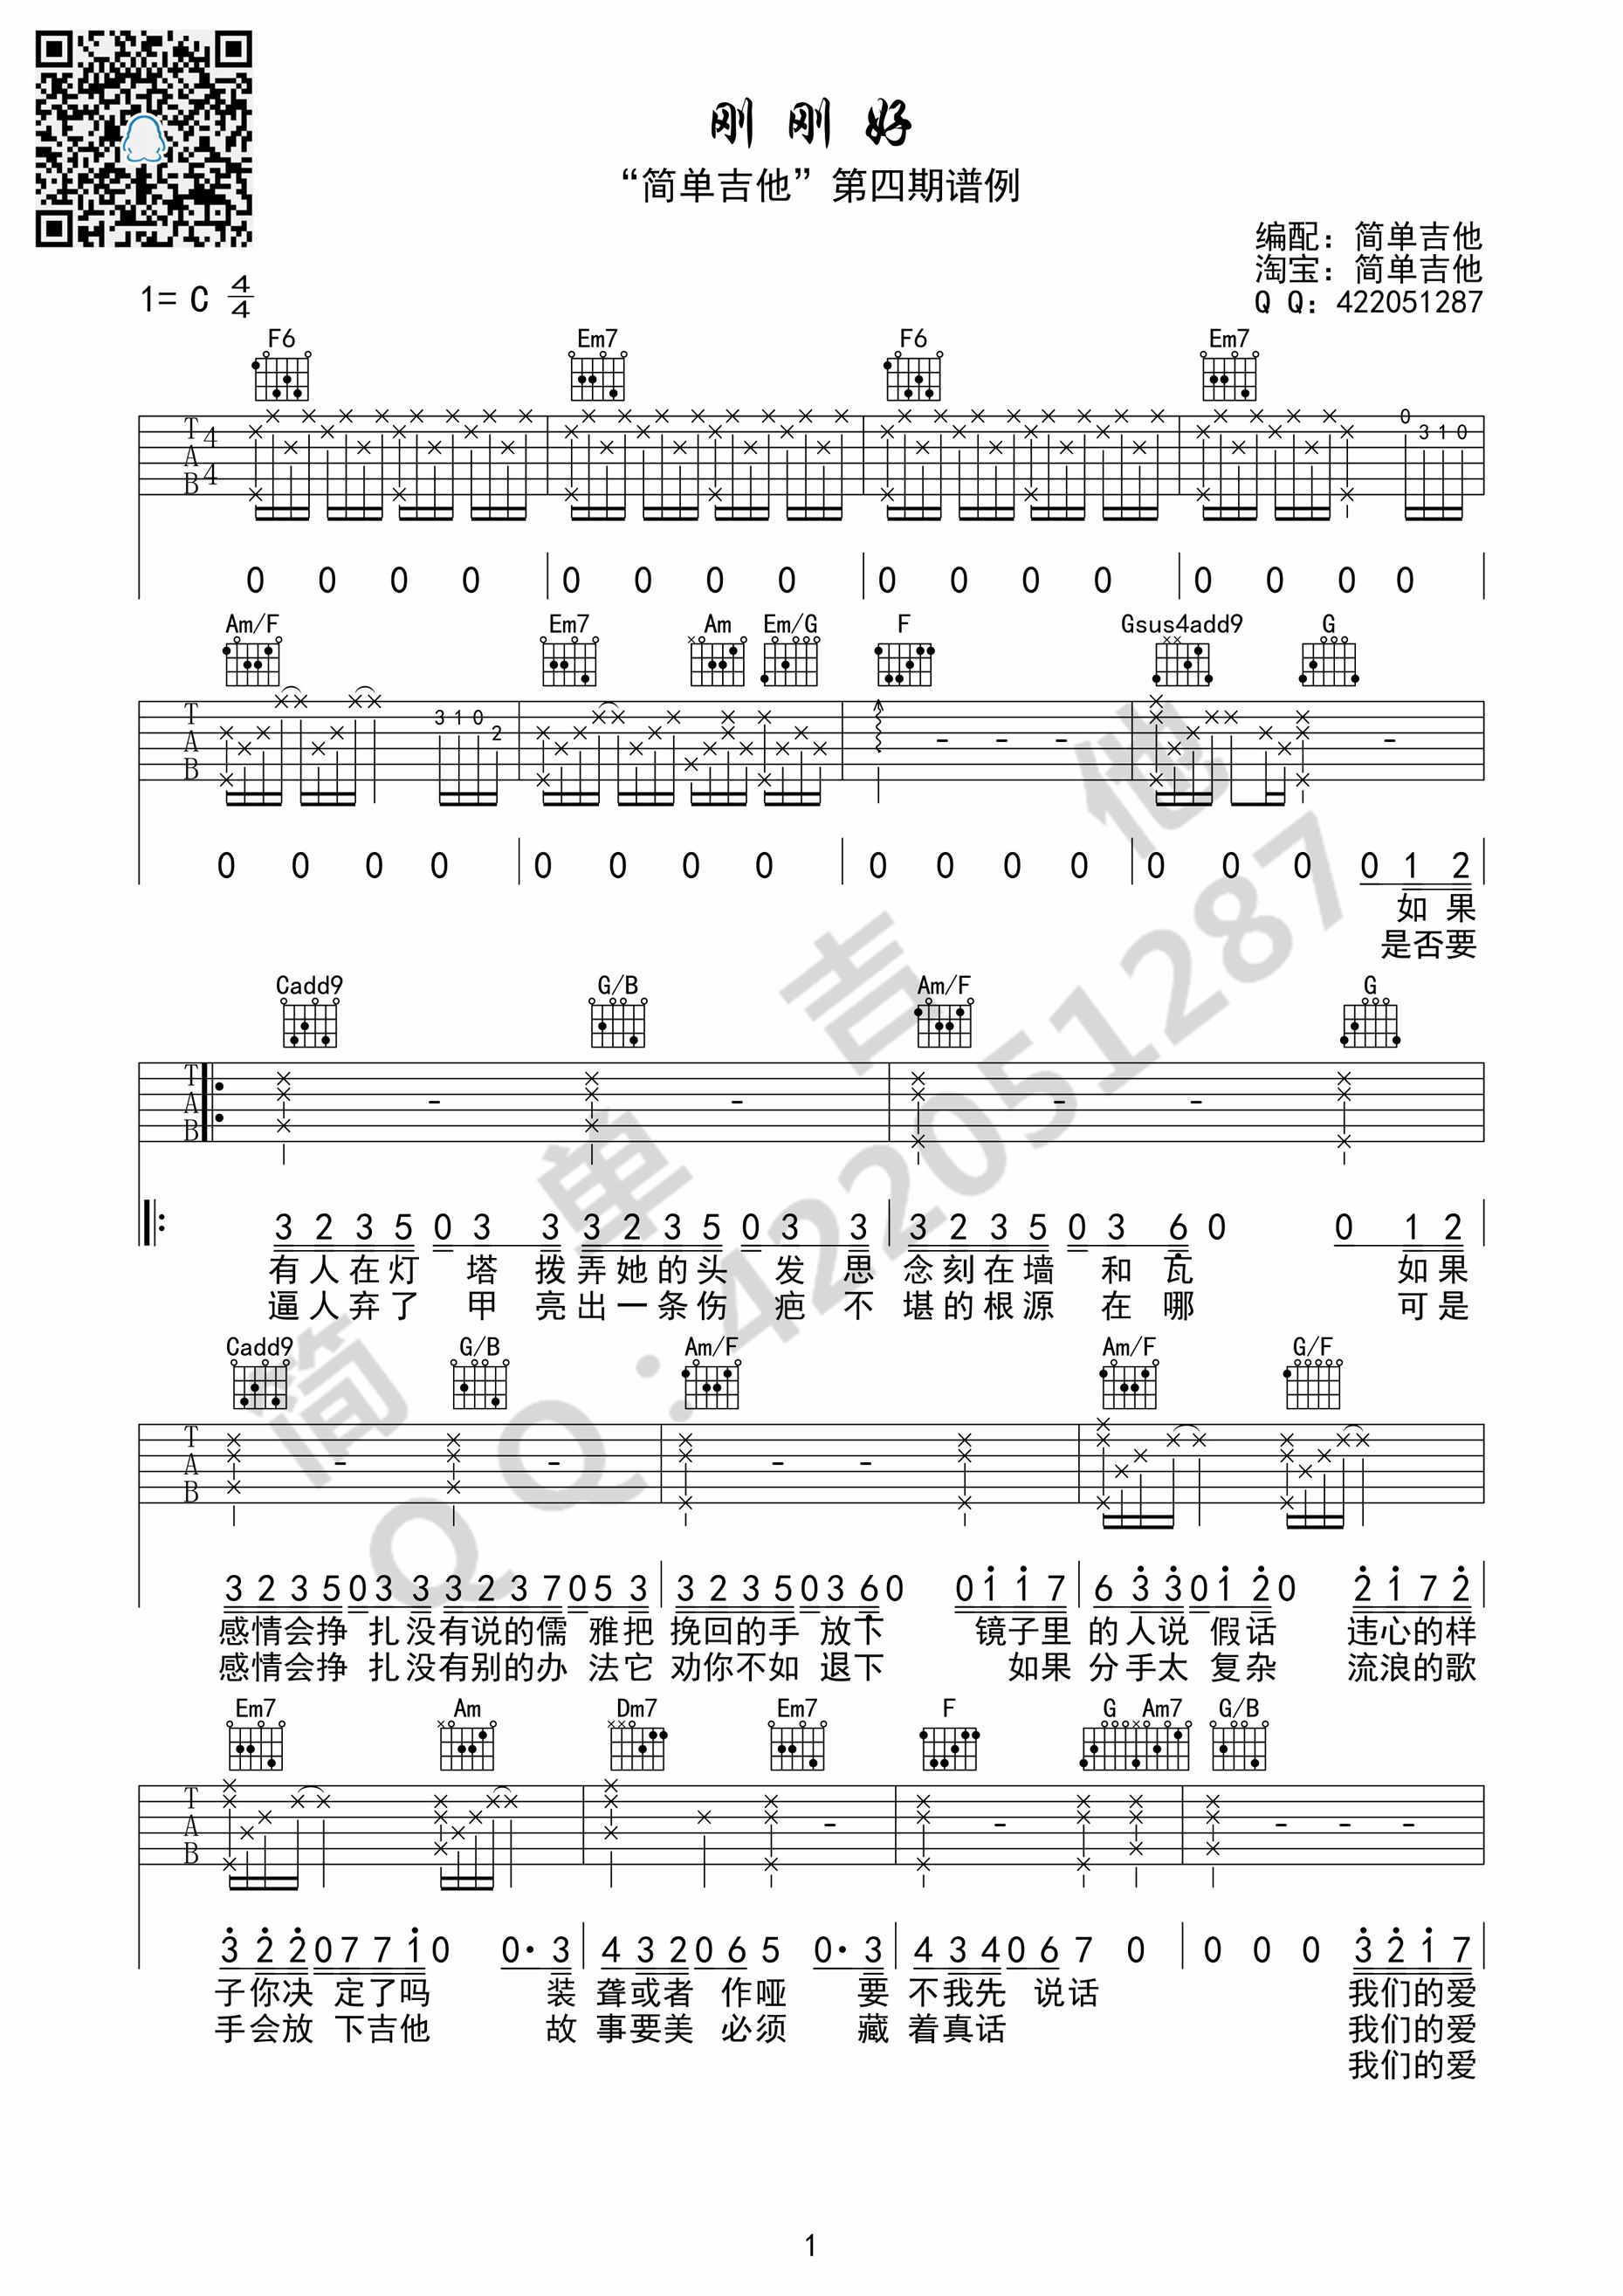 刚刚好
“简单吉他”第四期谱例
编配：简单吉他
淘宝：简单吉他
Q Q：422051287
1= C 4/4
F6 Em7 F6 Em7
T A B 4 4 0 3 1 0
0 0 0 0 0 0 0 0 0 0 0 0 0 0 0 0
Am/F Em7 Am Em/G F Gsus4add9 G
T A B 3 1 0 2
0 0 0 0 0 0 0 0 0 0 0 0 0 0 0 0 1 2
如果
是否要
Cadd9 G/B Am/F G
T A B
3 2 3 5 0 3 3 3 2 3 5 0 3 3 3 2 3 5 0 3 6 0 0 1 2
有人在灯 塔 拨弄她的头 发 思 念刻在墙 和 瓦 如果
逼人弃了 甲 亮出一条伤 疤 不 堪的根源 在 哪 可是
Cadd9 G/B Am/F Am/F G/F
T A B
3 2 3 5 0 3 3 3 2 3 7 0 5 3 3 2 3 5 0 3 6 0 0 1 1 7 6 3 3 0 1 2 0 2 1 7 2
感情会挣 扎没有说的儒 雅把 挽回的手 放下 镜子里 的人说 假话 违心的样
感情会挣 扎没有别的办 法它 劝你不如 退下 如果 分手太 复杂 流浪的歌
Em7 Am Dm7 Em7 F G Am7 G/B
T A B
3 2 2 0 7 7 1 0 0· 3 4 3 2 0 6 5 0· 3 4 3 4 0 6 7 0 0 0 0 3 2 1 7
子你决 定了吗 装 聋或者 作哑 要 不我先 说话 我们的爱
手会放 下吉他 故 事要美 必须 藏 着真话 我们的爱
我们的爱
简单吉他
QQ：422051287
1